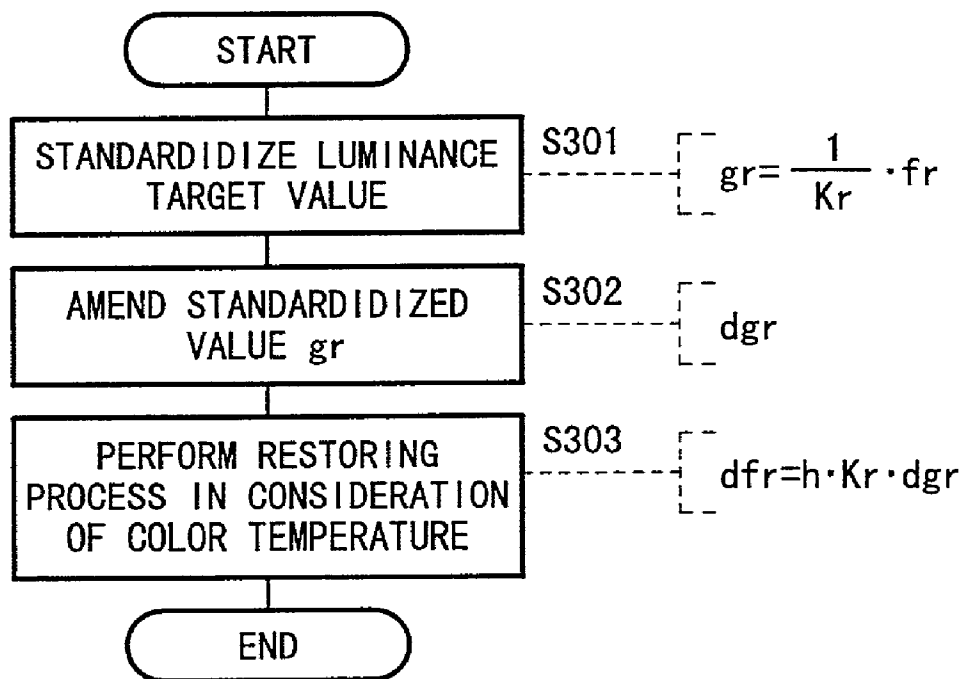 START
STANDARDIDIZE LUMINANCE
TARGET VALUE
S301
gr= 1/Kr ·fr
AMEND STANDARDIDIZED
VALUE gr
S302
dgr
PERFORM RESTORING
PROCESS IN CONSIDERATION
OF COLOR TEMPERATURE
S303
dfr=h·Kr·dgr
END